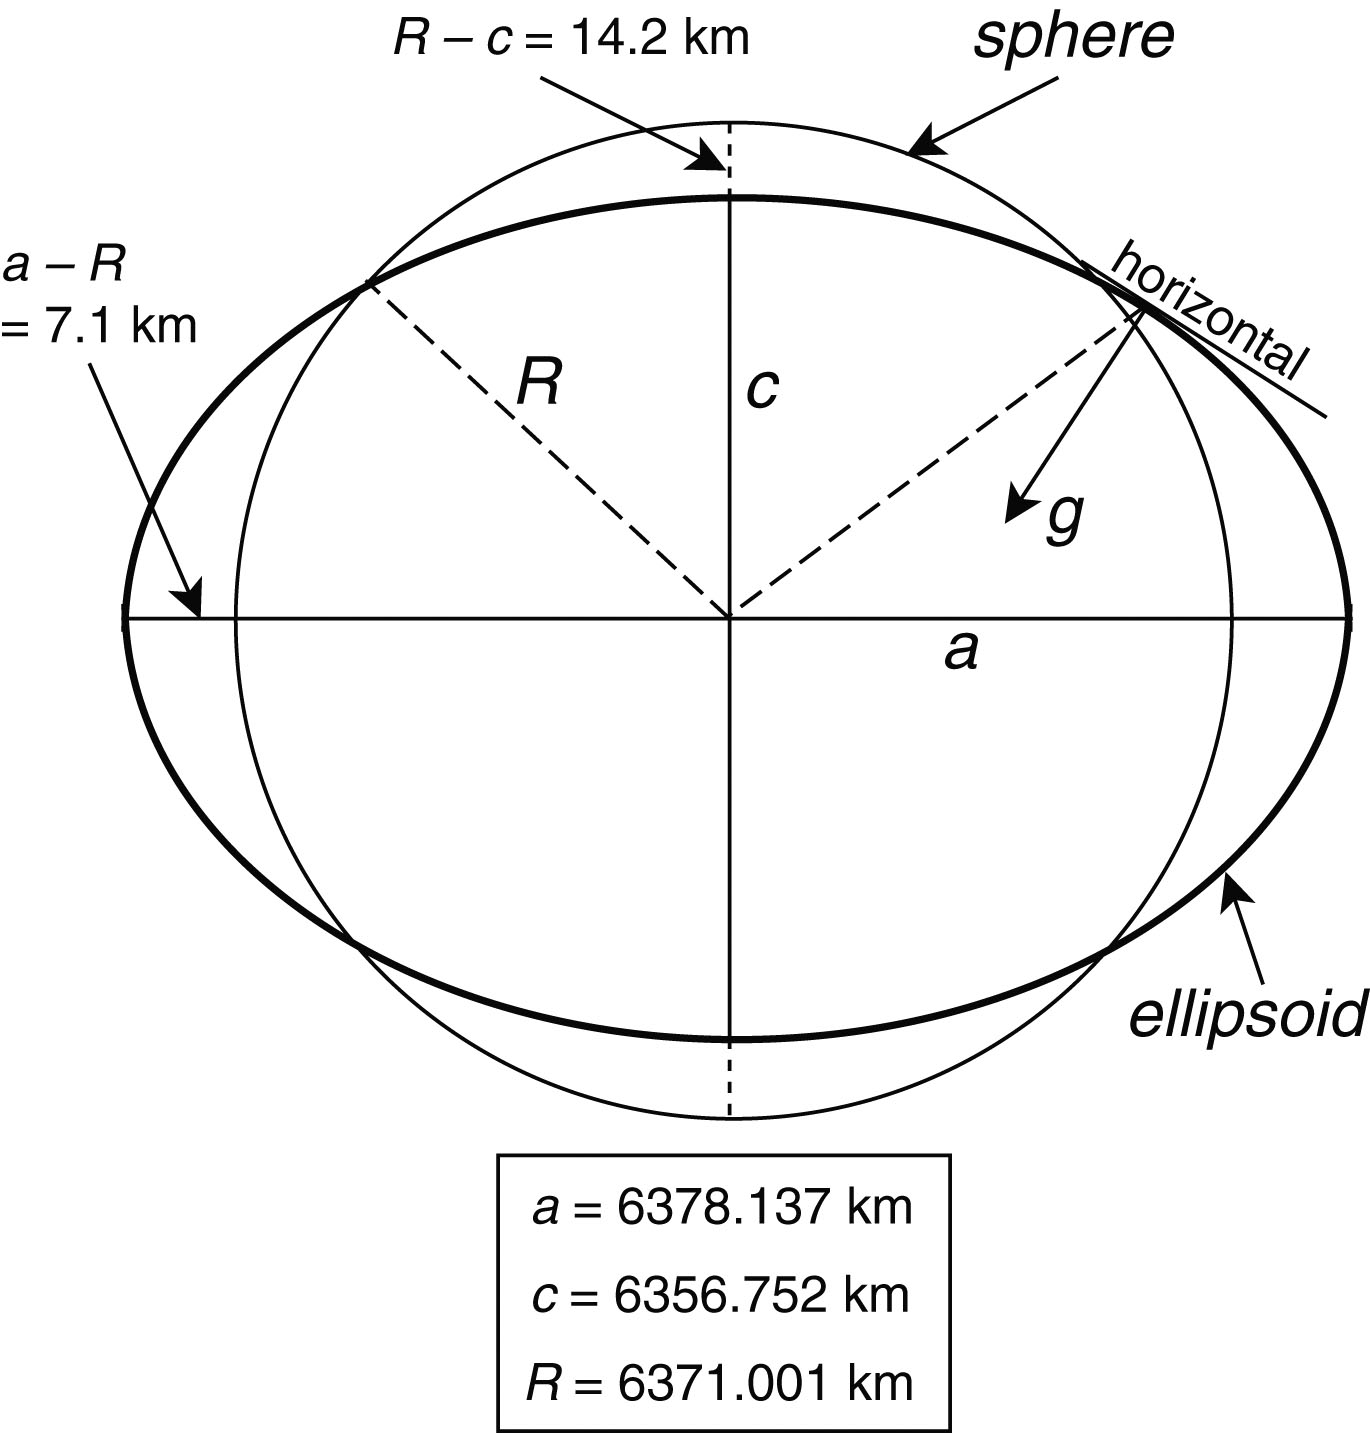 R – c = 14.2 km
sphere
a – R
= 7.1 km
horizontal
R
c
g
a
ellipsoid
a = 6378.137 km
c = 6356.752 km
R = 6371.001 km